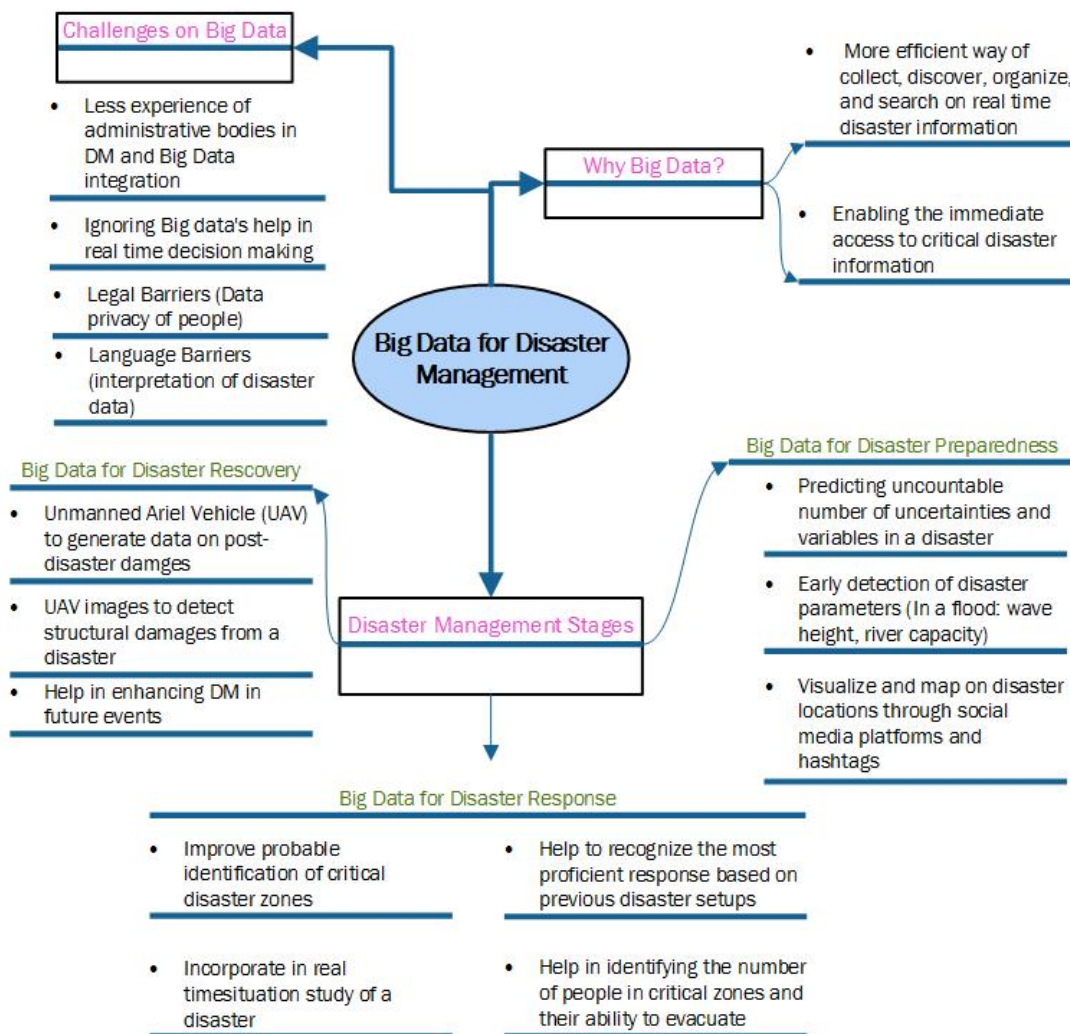 Challenges on Big Data
Less experience of
administrative bodies in
DM and Big Data
integration
Ignoring Big data's help in
real time decision making
Legal Barriers (Data
privacy of people)
Language Barriers
(interpretation of disaster
data)
Why Big Data?
More efficient way of
collect, discover, organize,
and search on real time
disaster information
Enabling the immediate
access to critical disaster
information
Big Data for Disaster
Management
Big Data for Disaster Rescovery
Unmanned Ariel Vehicle (UAV)
to generate data on post-
disaster damges
UAV images to detect
structural damages from a
disaster
Help in enhancing DM in
future events
Disaster Management Stages
Big Data for Disaster Preparedness
Predicting uncountable
number of uncertainties and
variables in a disaster
Early detection of disaster
parameters (In a flood: wave
height, river capacity)
Visualize and map on disaster
locations through social
media platforms and
hashtags
Big Data for Disaster Response
Improve probable
identification of critical
disaster zones
Incorporate in real
timesituation study of a
disaster
Help to recognize the most
proficient response based on
previous disaster setups
Help in identifying the number
of people in critical zones and
their ability to evacuate